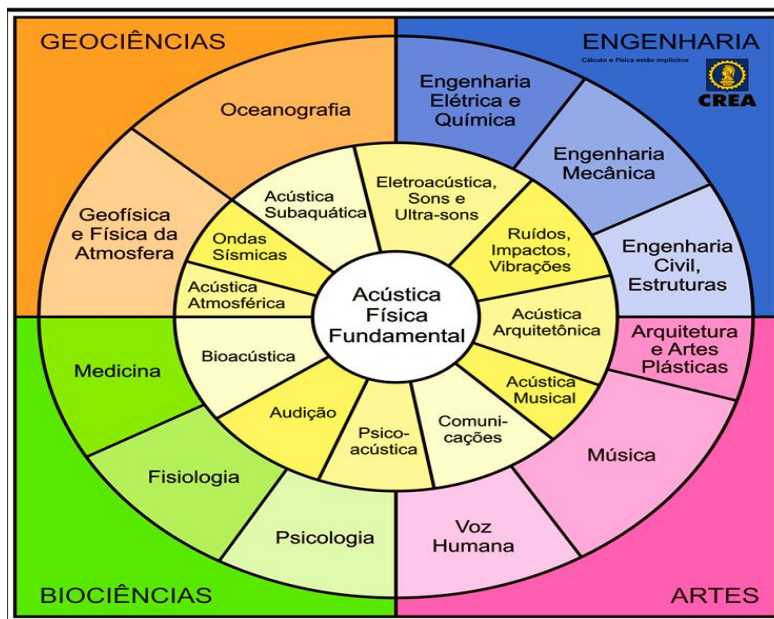 GEOCIÊNCIAS
ENGENHARIA
Cálculo e Física estão implícitos
CREA
Oceanografia
Engenharia
Elétrica e
Química
Engenharia
Mecânica
Engenharia
Civil,
Estruturas
Geofísica
e Física da
Atmosfera
Acústica
Subaquática
Eletroacústica,
Sons e
Ultra-sons
Ruídos,
Impactos,
Vibrações
Ondas
Sísmicas
Acústica
Atmosférica
Acústica
Física
Fundamental
Acústica
Arquitetônica
Arquitetura
e Artes
Plásticas
Medicina
Bioacústica
Acústica
Musical
Audição
Psico-
acústica
Comuni-
cações
Música
Fisiologia
Psicologia
Voz
Humana
BIOCIÊNCIAS
ARTES